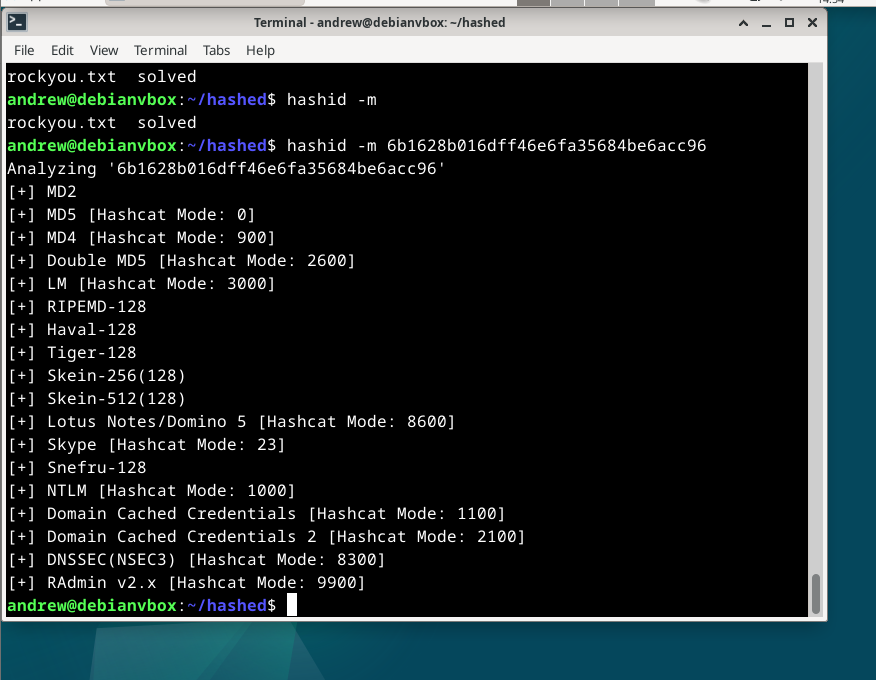 Terminal - andrew@debianvbox: ~/hashed
File Edit View Terminal Tabs Help
rockyou.txt  solved
andrew@debianvbox:~/hashed$ hashid -m
rockyou.txt  solved
andrew@debianvbox:~/hashed$ hashid -m 6b1628b016dff46e6fa35684be6acc96
Analyzing '6b1628b016dff46e6fa35684be6acc96'
[+] MD2
[+] MD5 [Hashcat Mode: 0]
[+] MD4 [Hashcat Mode: 900]
[+] Double MD5 [Hashcat Mode: 2600]
[+] LM [Hashcat Mode: 3000]
[+] RIPEMD-128
[+] Haval-128
[+] Tiger-128
[+] Skein-256(128)
[+] Skein-512(128)
[+] Lotus Notes/Domino 5 [Hashcat Mode: 8600]
[+] Skype [Hashcat Mode: 23]
[+] Snefru-128
[+] NTLM [Hashcat Mode: 1000]
[+] Domain Cached Credentials [Hashcat Mode: 1100]
[+] Domain Cached Credentials 2 [Hashcat Mode: 2100]
[+] DNSSEC(NSEC3) [Hashcat Mode: 8300]
[+] RAdmin v2.x [Hashcat Mode: 9900]
andrew@debianvbox:~/hashed$